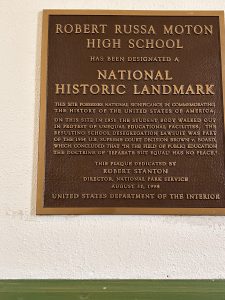 ROBERT RUSSA MOTON
HIGH SCHOOL
HAS BEEN DESIGNATED A
NATIONAL
HISTORIC LANDMARK
THIS SITE POSSESSES NATIONAL SIGNIFICANCE IN COMMEMORATING
THE HISTORY OF THE UNITED STATES OF AMERICA.
ON THIS SITE IN 1951 THE STUDENT BODY WALKED OUT
IN PROTEST OF UNEQUAL EDUCATIONAL FACILITIES. THE
RESULTING SCHOOL DESEGREGATION LAWSUIT WAS PART
OF THE 1954 U.S. SUPREME COURT DECISION BROWN v. BOARD,
WHICH CONCLUDED THAT "IN THE FIELD OF PUBLIC EDUCATION
THE DOCTRINE OF 'SEPARATE BUT EQUAL' HAS NO PLACE."
THIS PLAQUE DEDICATED BY
ROBERT STANTON
DIRECTOR, NATIONAL PARK SERVICE
AUGUST 31, 1998
UNITED STATES DEPARTMENT OF THE INTERIOR